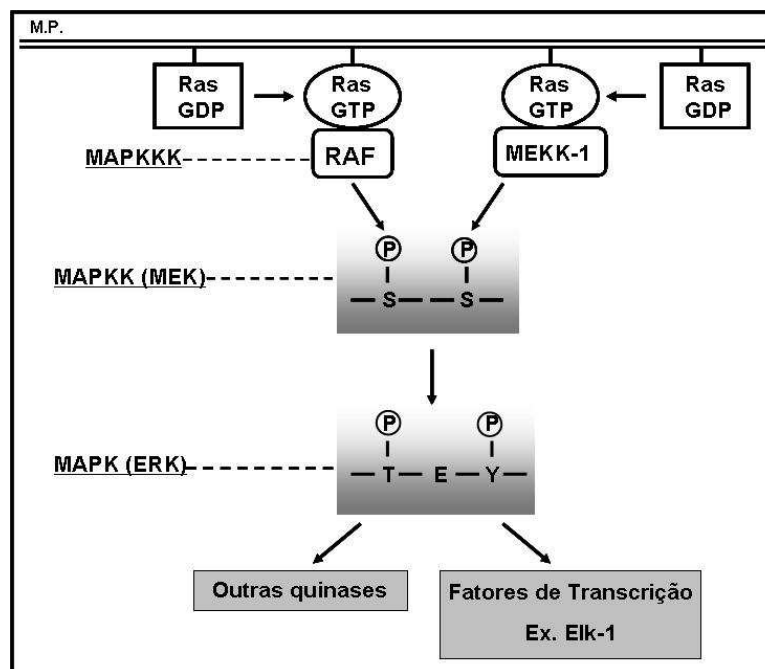 M.P.
Ras
GDP
Ras
GTP
Ras
GTP
Ras
GDP
MAPKKK
RAF
MEKK-1
P
P
MAPKK (MEK)
S
S
P
P
MAPK (ERK)
T
E
Y
Outras quinases
Fatores de Transcrição
Ex. Elk-1